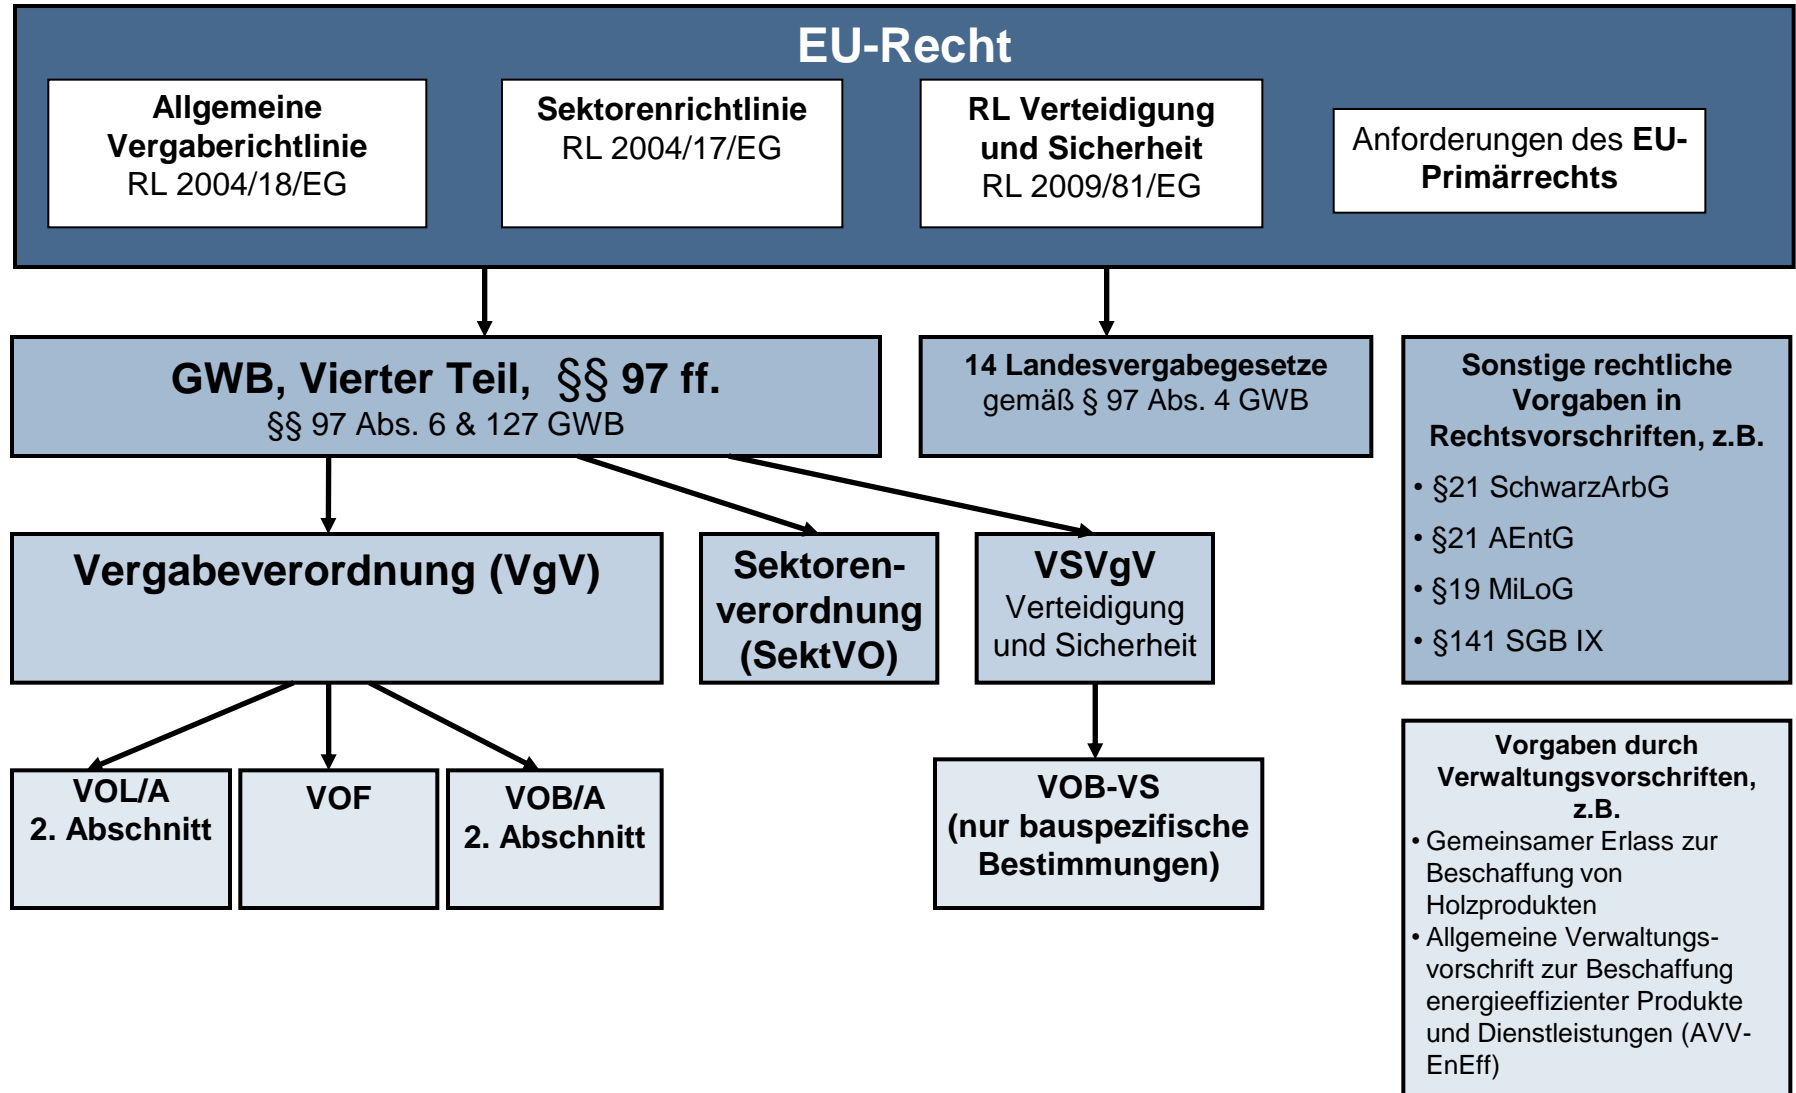 EU-Recht
Allgemeine
Vergaberichtlinie
RL 2004/18/EG
Sektorenrichtlinie
RL 2004/17/EG
RL Verteidigung
und Sicherheit
RL 2009/81/EG
Anforderungen des EU-
Primärrechts
GWB, Vierter Teil, §§ 97 ff.
§§ 97 Abs. 6 & 127 GWB
14 Landesvergabegesetze
gemäß § 97 Abs. 4 GWB
Sonstige rechtliche
Vorgaben in
Rechtsvorschriften, z.B.
• §21 SchwarzArbG
• §21 AEntG
• §19 MiLoG
• §141 SGB IX
Vergabeverordnung (VgV)
Sektoren-
verordnung
(SektVO)
VSVgV
Verteidigung
und Sicherheit
VOL/A
2. Abschnitt
VOF
VOB/A
2. Abschnitt
VOB-VS
(nur bauspezifische
Bestimmungen)
Vorgaben durch
Verwaltungsvorschriften,
z.B.
• Gemeinsamer Erlass zur
Beschaffung von
Holzprodukten
• Allgemeine Verwaltungs-
vorschrift zur Beschaffung
energieeffizienter Produkte
und Dienstleistungen (AVV-
EnEff)